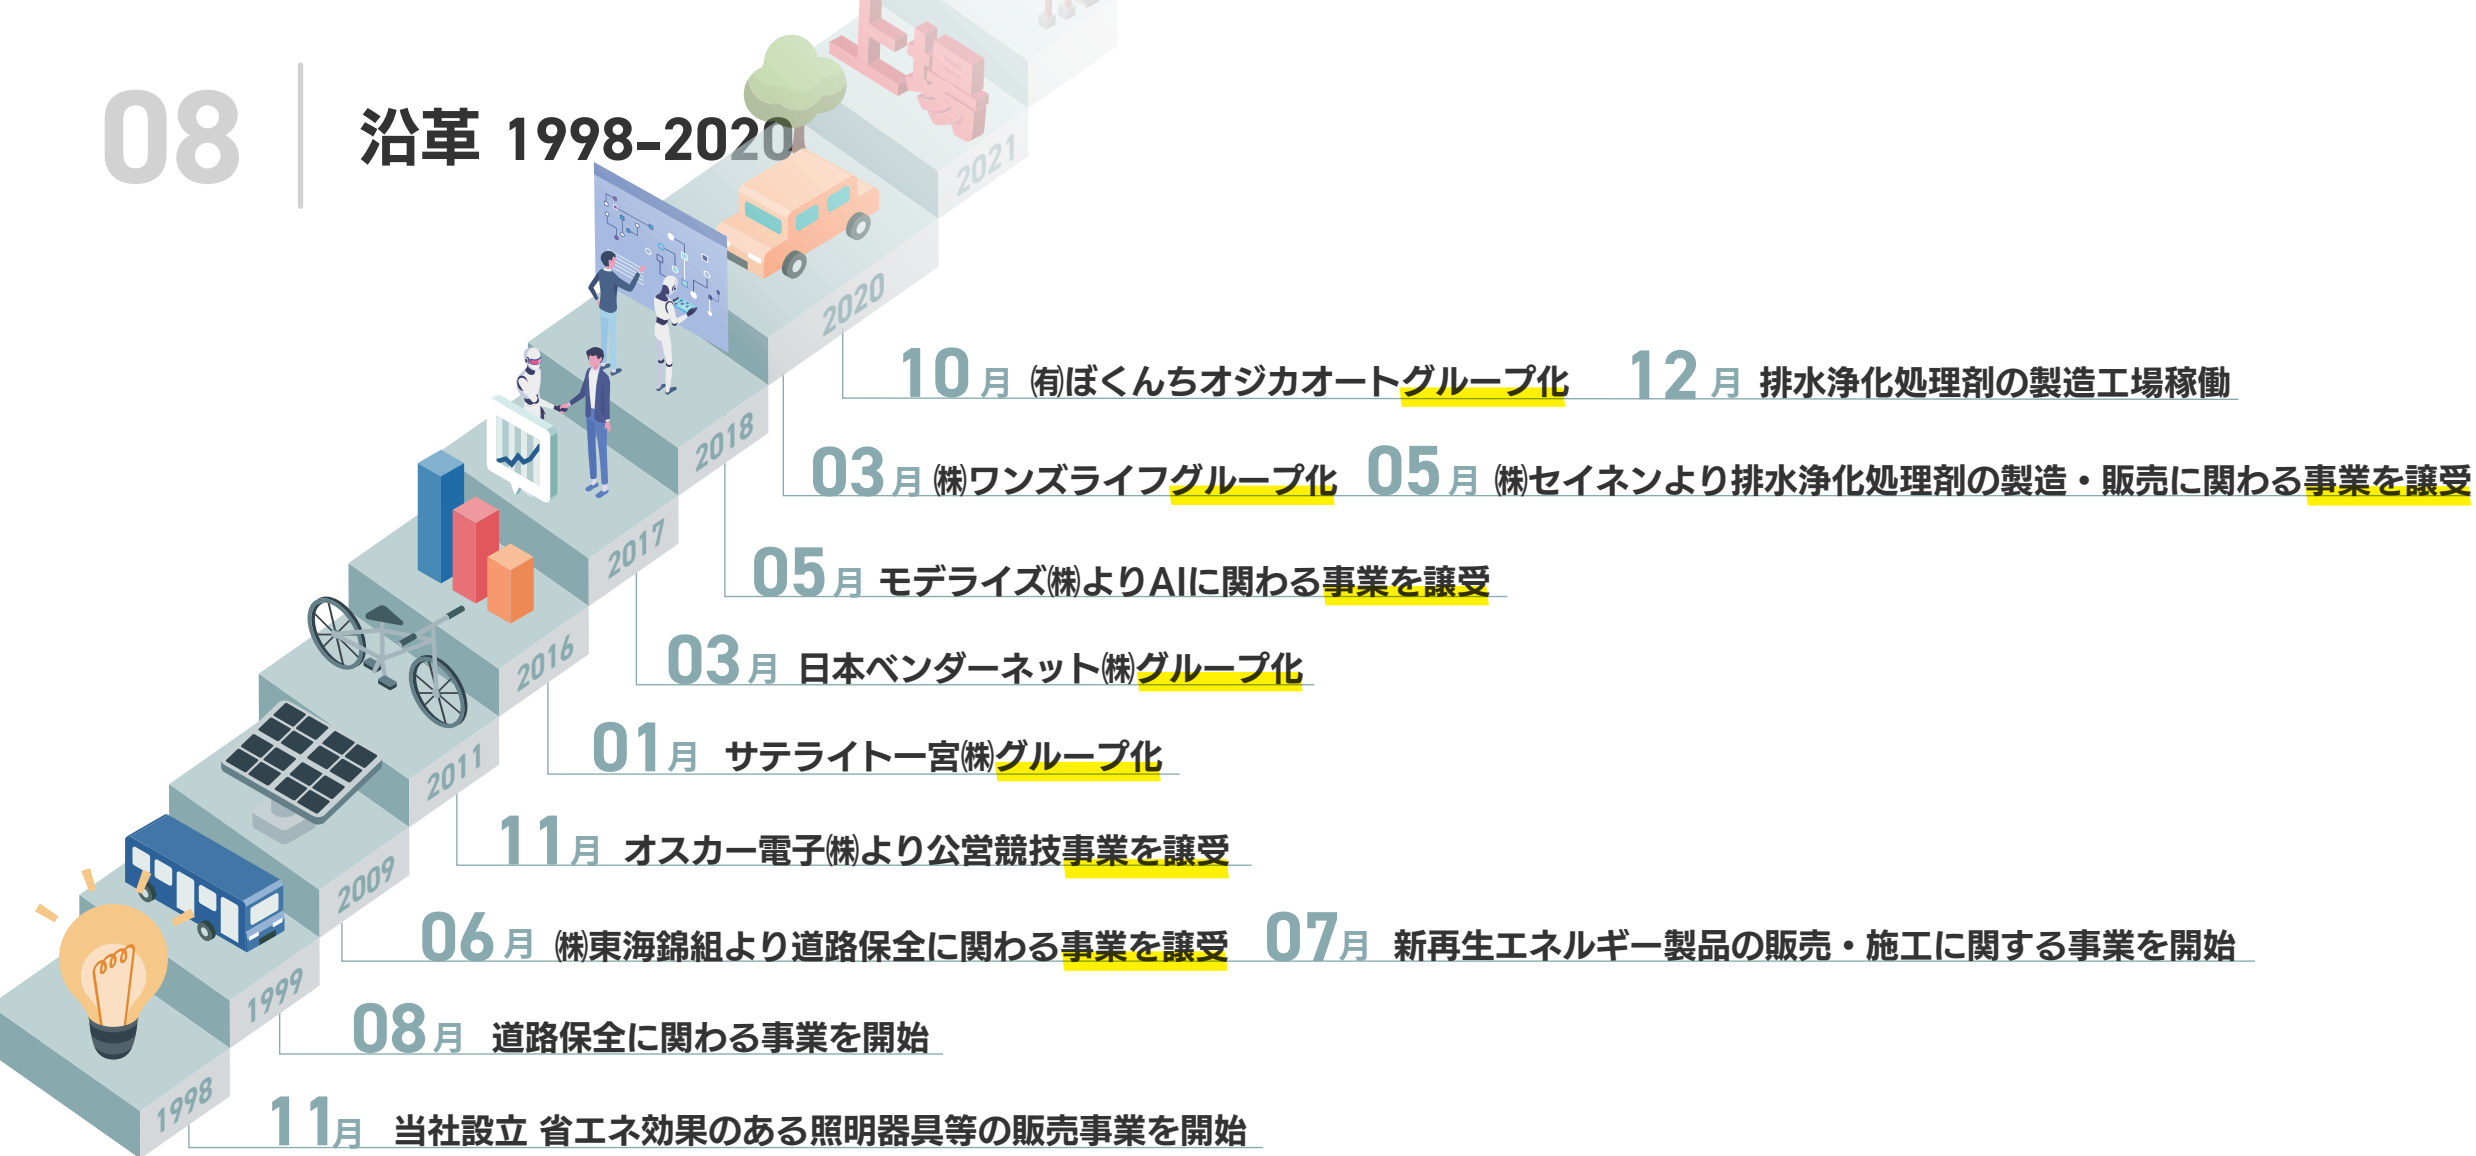 08
沿革 1998-2020
上場
2021
2020
10月 ㈲ぼくんちオジカオートグループ化 12月 排水浄化処理剤の製造工場稼働
2018
03月 ㈱ワンズライフグループ化 05月 ㈱セイネンより排水浄化処理剤の製造・販売に関わる事業を譲受
05月 モデライズ㈱よりAIに関わる事業を譲受
2017
03月 日本ベンダーネット㈱グループ化
2016
01月 サテライト一宮㈱グループ化
2011
11月 オスカー電子㈱より公営競技事業を譲受
2009
06月 ㈱東海錦組より道路保全に関わる事業を譲受 07月 新再生エネルギー製品の販売・施工に関する事業を開始
1999
08月 道路保全に関わる事業を開始
1998
11月 当社設立 省エネ効果のある照明器具等の販売事業を開始